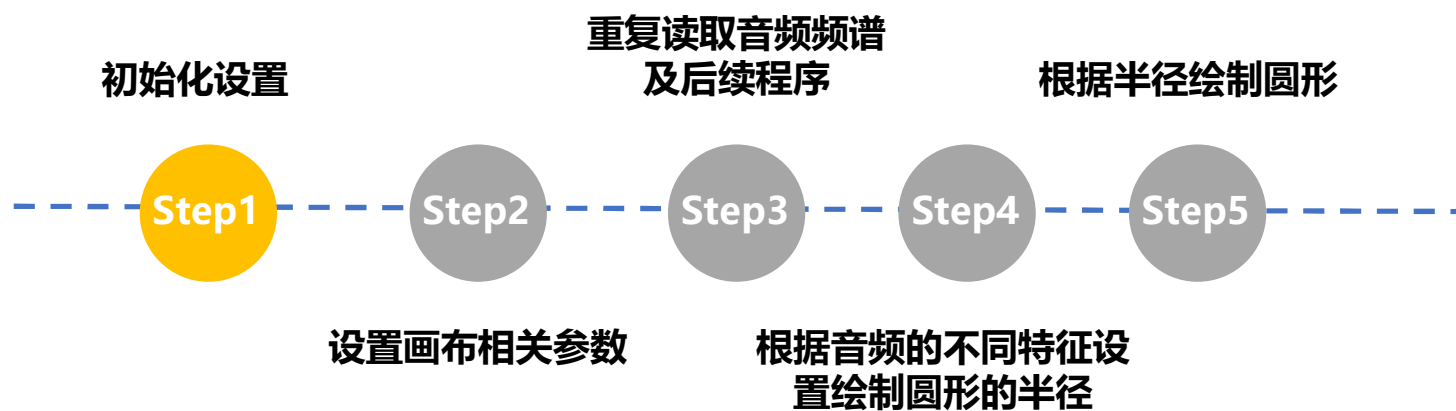 初始化设置
Step1
Step2
设置画布相关参数
重复读取音频频谱
及后续程序
Step3
Step4
根据音频的不同特征设
置绘制圆形的半径
根据半径绘制圆形
Step5